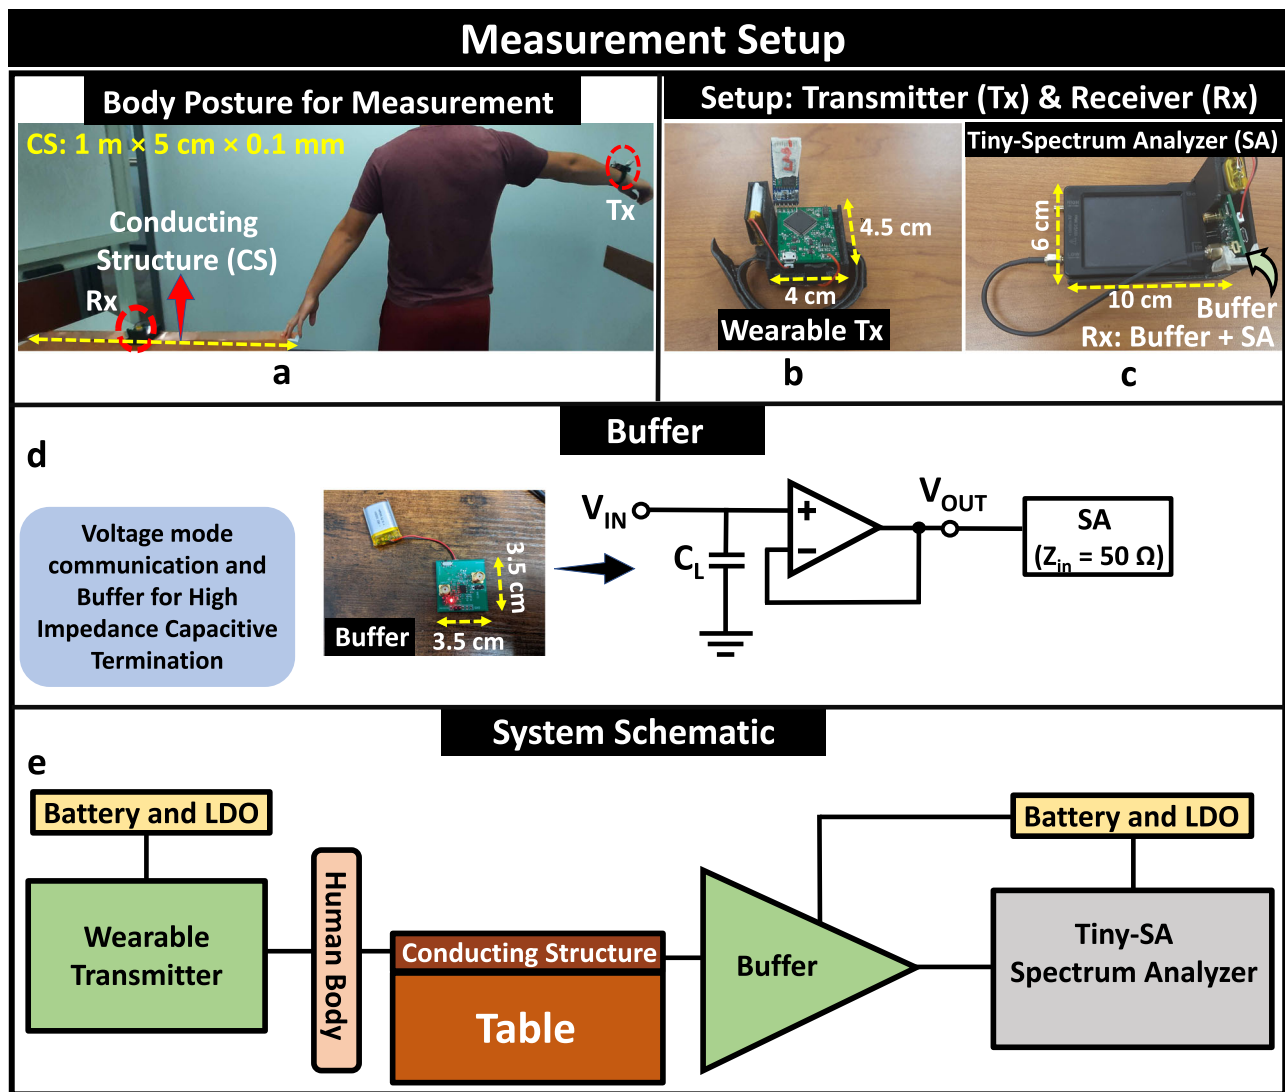 Measurement Setup
Body Posture for Measurement
CS: 1 m × 5 cm × 0.1 mm
Conducting
Structure (CS)
Rx
Tx
a
Setup: Transmitter (Tx) & Receiver (Rx)
4.5 cm
4 cm
Wearable Tx
b
Tiny-Spectrum Analyzer (SA)
6 cm
10 cm
Buffer
Rx: Buffer + SA
c
Buffer
d
Voltage mode
communication and
Buffer for High
Impedance Capacitive
Termination
3.5 cm
3.5 cm
Buffer
V_IN
C_L
+
−
V_OUT
SA
(Z_in = 50 Ω)
System Schematic
e
Battery and LDO
Wearable
Transmitter
Human Body
Conducting Structure
Table
Buffer
Battery and LDO
Tiny-SA
Spectrum Analyzer